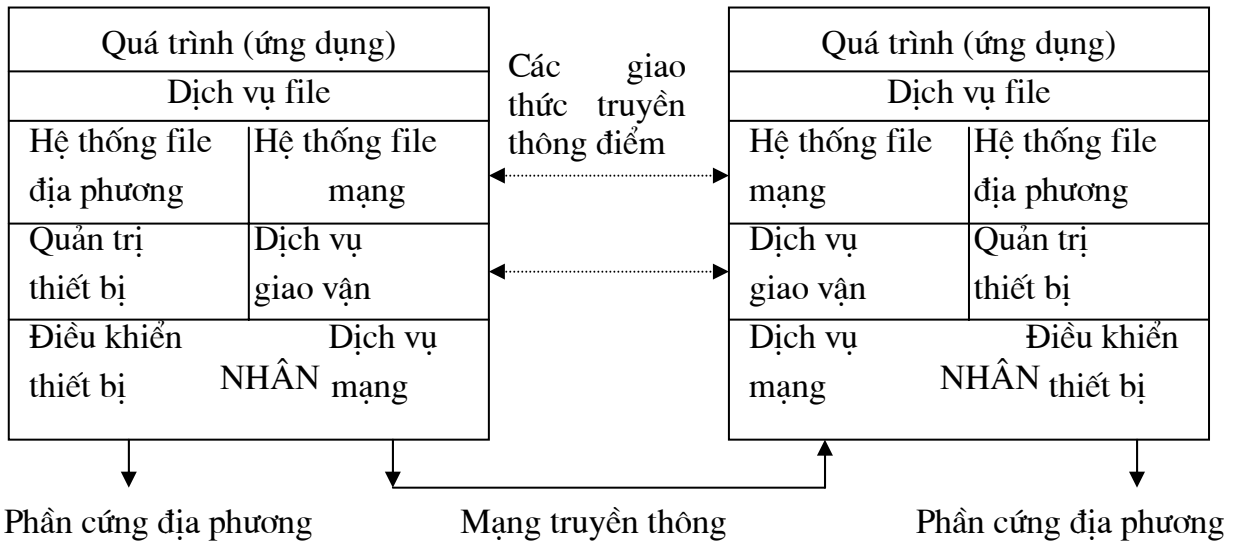 Quá trình (ứng dụng)
Dịch vụ file
Hệ thống file
địa phương
Hệ thống file
mạng
Quản trị
thiết bị
Dịch vụ
giao vận
Điều khiển
thiết bị
NHÂN
Dịch vụ
mạng
Các giao
thức truyền
thông điểm
Quá trình (ứng dụng)
Dịch vụ file
Hệ thống file
mạng
Hệ thống file
địa phương
Dịch vụ
giao vận
Quản trị
thiết bị
Dịch vụ
mạng
NHÂN
Điều khiển
thiết bị
Phần cứng địa phương
Mạng truyền thông
Phần cứng địa phương